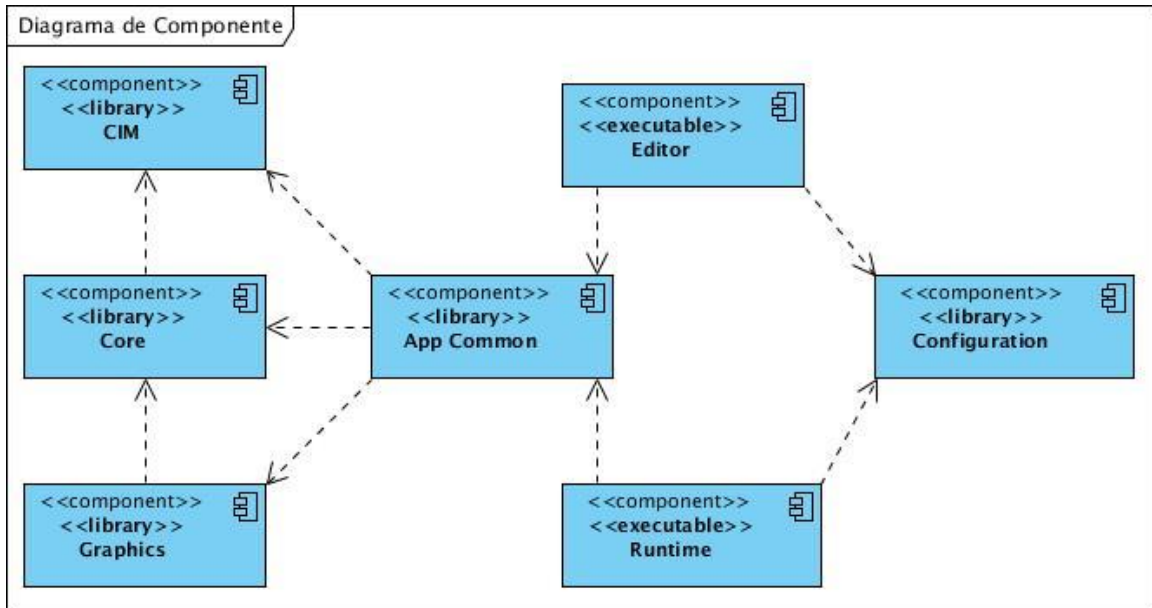 Diagrama de Componente
<<component>>
<<library>>
CIM
<<component>>
<<executable>>
Editor
<<component>>
<<library>>
Core
<<component>>
<<library>>
App Common
<<component>>
<<library>>
Configuration
<<component>>
<<library>>
Graphics
<<component>>
<<executable>>
Runtime